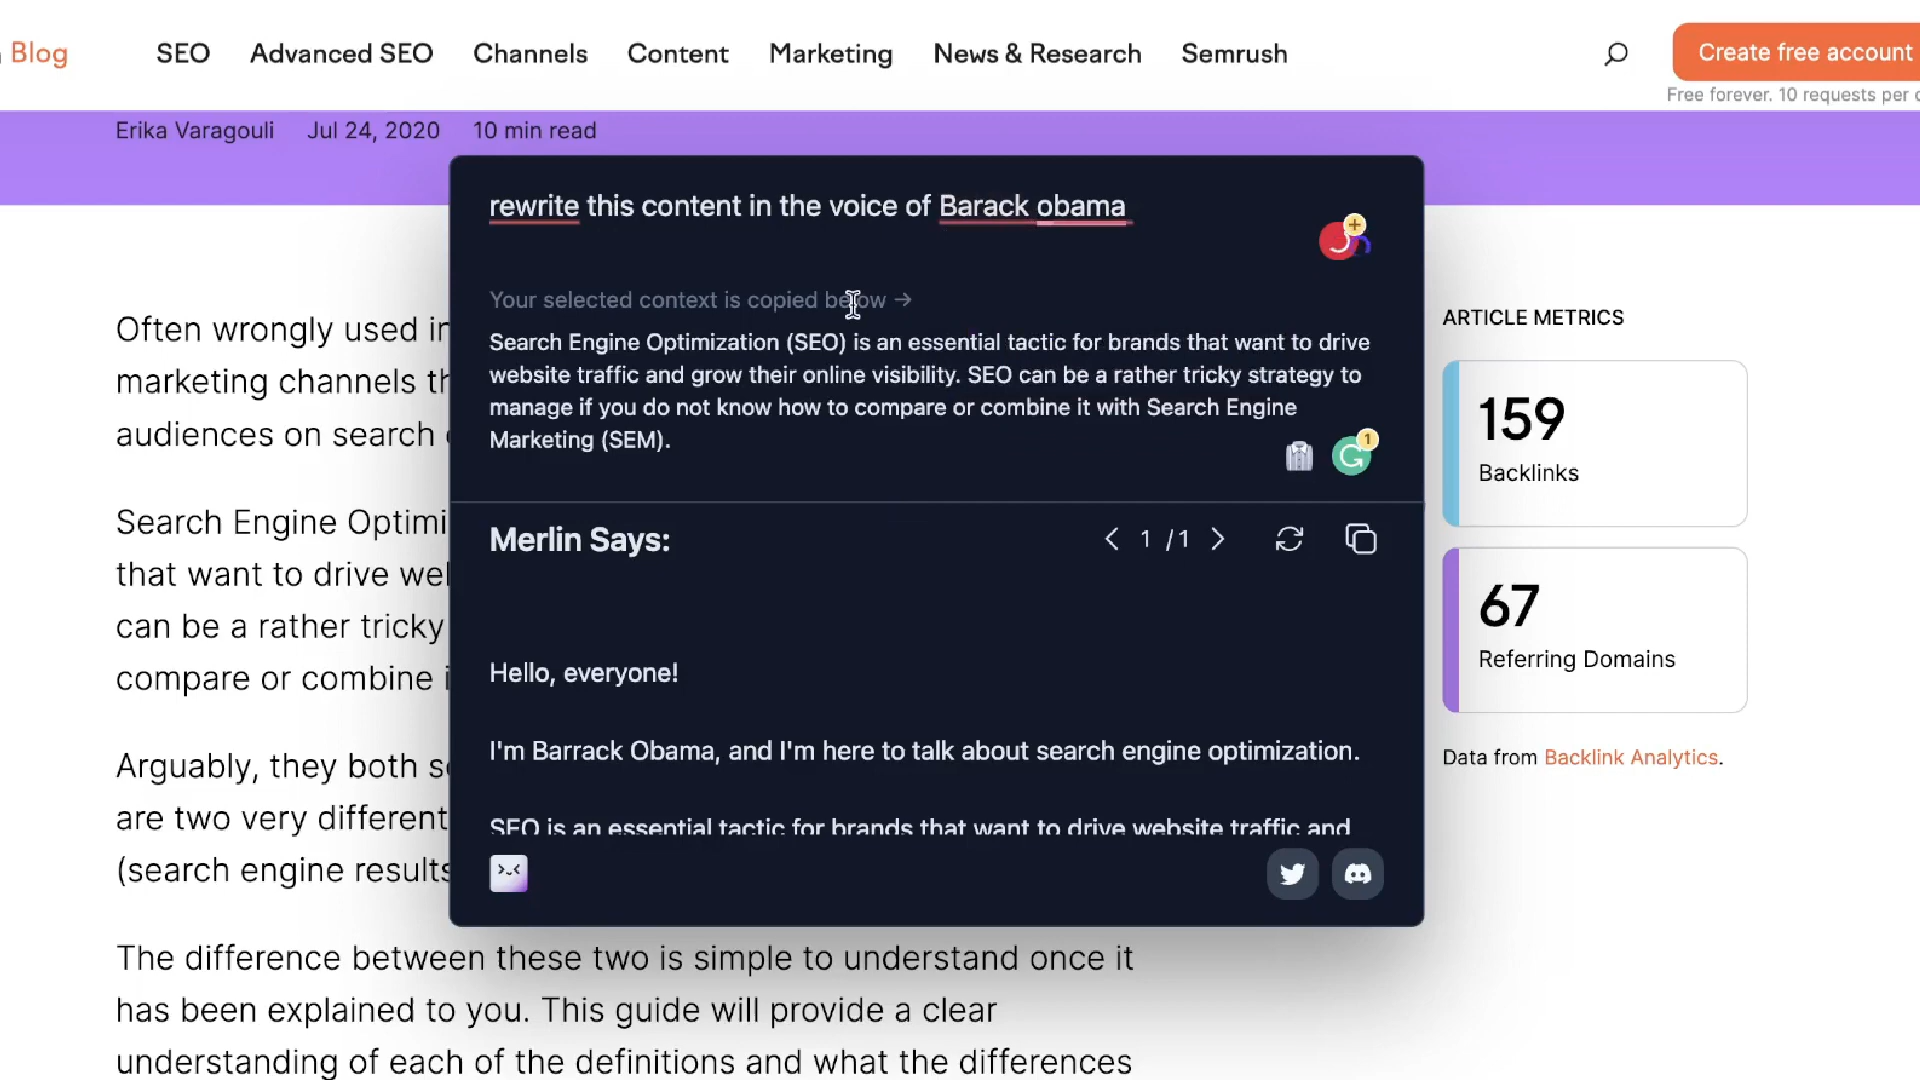 Blog
SEO
Advanced SEO
Channels
Content
Marketing
News & Research
Semrush
Create free account
Free forever. 10 requests per
Erika Varagouli
Jul 24, 2020
10 min read
rewrite this content in the voice of Barack obama
Your selected context is copied below →
Search Engine Optimization (SEO) is an essential tactic for brands that want to drive
website traffic and grow their online visibility. SEO can be a rather tricky strategy to
manage if you do not know how to compare or combine it with Search Engine
Marketing (SEM).
1
Merlin Says:
1 / 1
Hello, everyone!
I'm Barrack Obama, and I'm here to talk about search engine optimization.
SEO is an essential tactic for brands that want to drive website traffic and
Often wrongly used in
marketing channels th
audiences on search
Search Engine Optimi
that want to drive we
can be a rather tricky
compare or combine i
Arguably, they both s
are two very different
(search engine results
The difference between these two is simple to understand once it
has been explained to you. This guide will provide a clear
understanding of each of the definitions and what the differences
ARTICLE METRICS
159
Backlinks
67
Referring Domains
Data from Backlink Analytics.